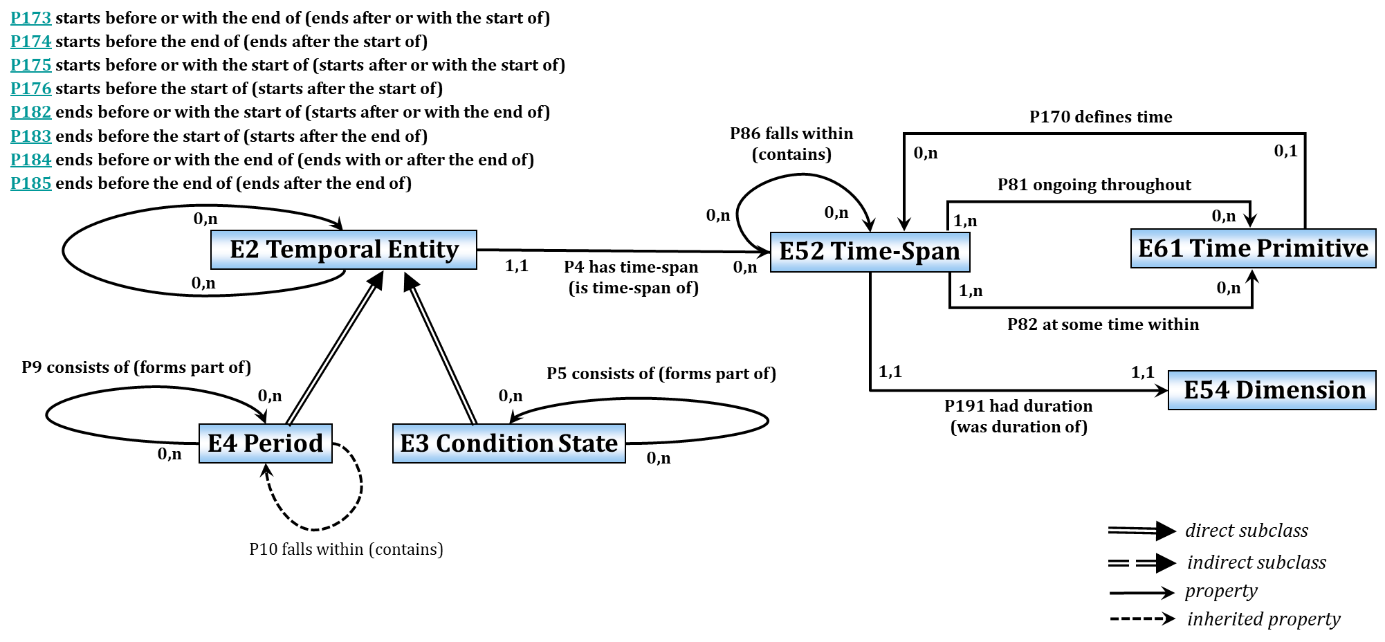 P173 starts before or with the end of (ends after or with the start of)
P174 starts before the end of (ends after the start of)
P175 starts before or with the start of (starts after or with the start of)
P176 starts before the start of (starts after the start of)
P182 ends before or with the start of (starts after or with the end of)
P183 ends before the start of (starts after the end of)
P184 ends before or with the end of (ends with or after the end of)
P185 ends before the end of (ends after the end of)
P170 defines time
0,n
0,1
P86 falls within
(contains)
0,n
0,n
P81 ongoing throughout
1,n
0,n
0,n
E2 Temporal Entity
0,n
1,1
P4 has time-span
(is time-span of)
0,n
E52 Time-Span
E61 Time Primitive
1,n
0,n
P82 at some time within
1,1
1,1
P191 had duration
(was duration of)
E54 Dimension
P9 consists of (forms part of)
0,n
E4 Period
0,n
P10 falls within (contains)
P5 consists of (forms part of)
0,n
E3 Condition State
0,n
direct subclass
indirect subclass
property
inherited property